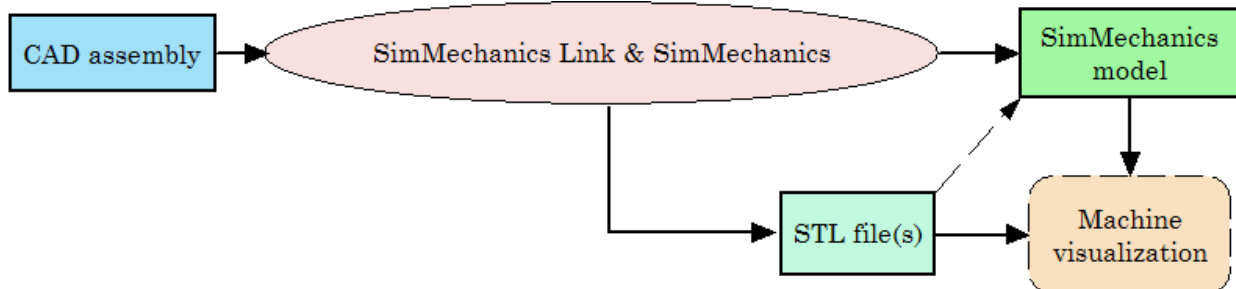 CAD assembly
SimMechanics Link & SimMechanics
SimMechanics
model
STL file(s)
Machine
visualization